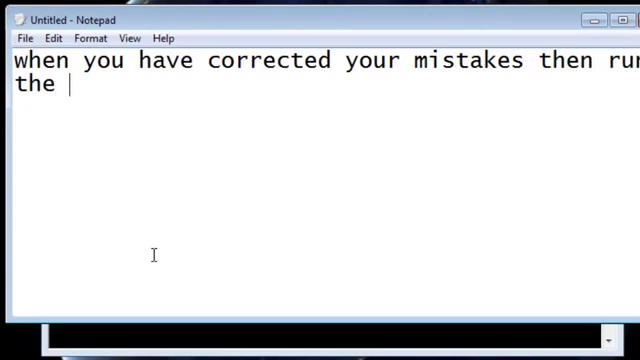 Untitled - Notepad
File Edit Format View Help
when you have corrected your mistakes then run
the